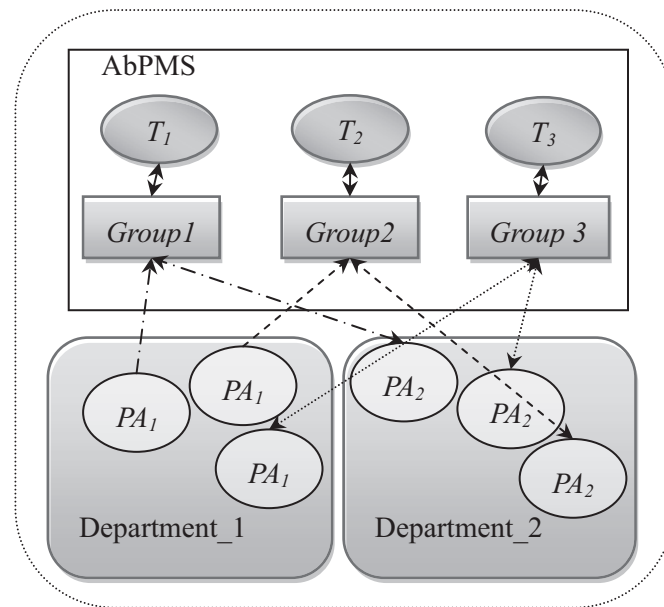 AbPMS
T1
T2
T3
Group1
Group2
Group 3
PA1
PA1
PA1
PA2
PA2
PA2
Department_1
Department_2